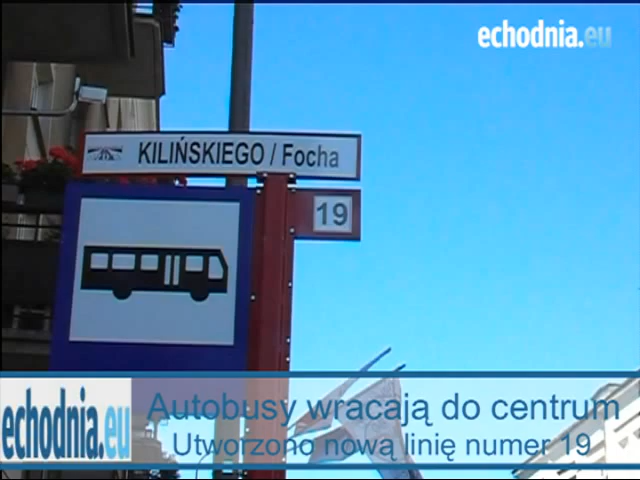 echodnia.eu
KILIŃSKIEGO / Focha
19
echodnia.eu
Autobusy wracają do centrum
Utworzono nową linię numer 19